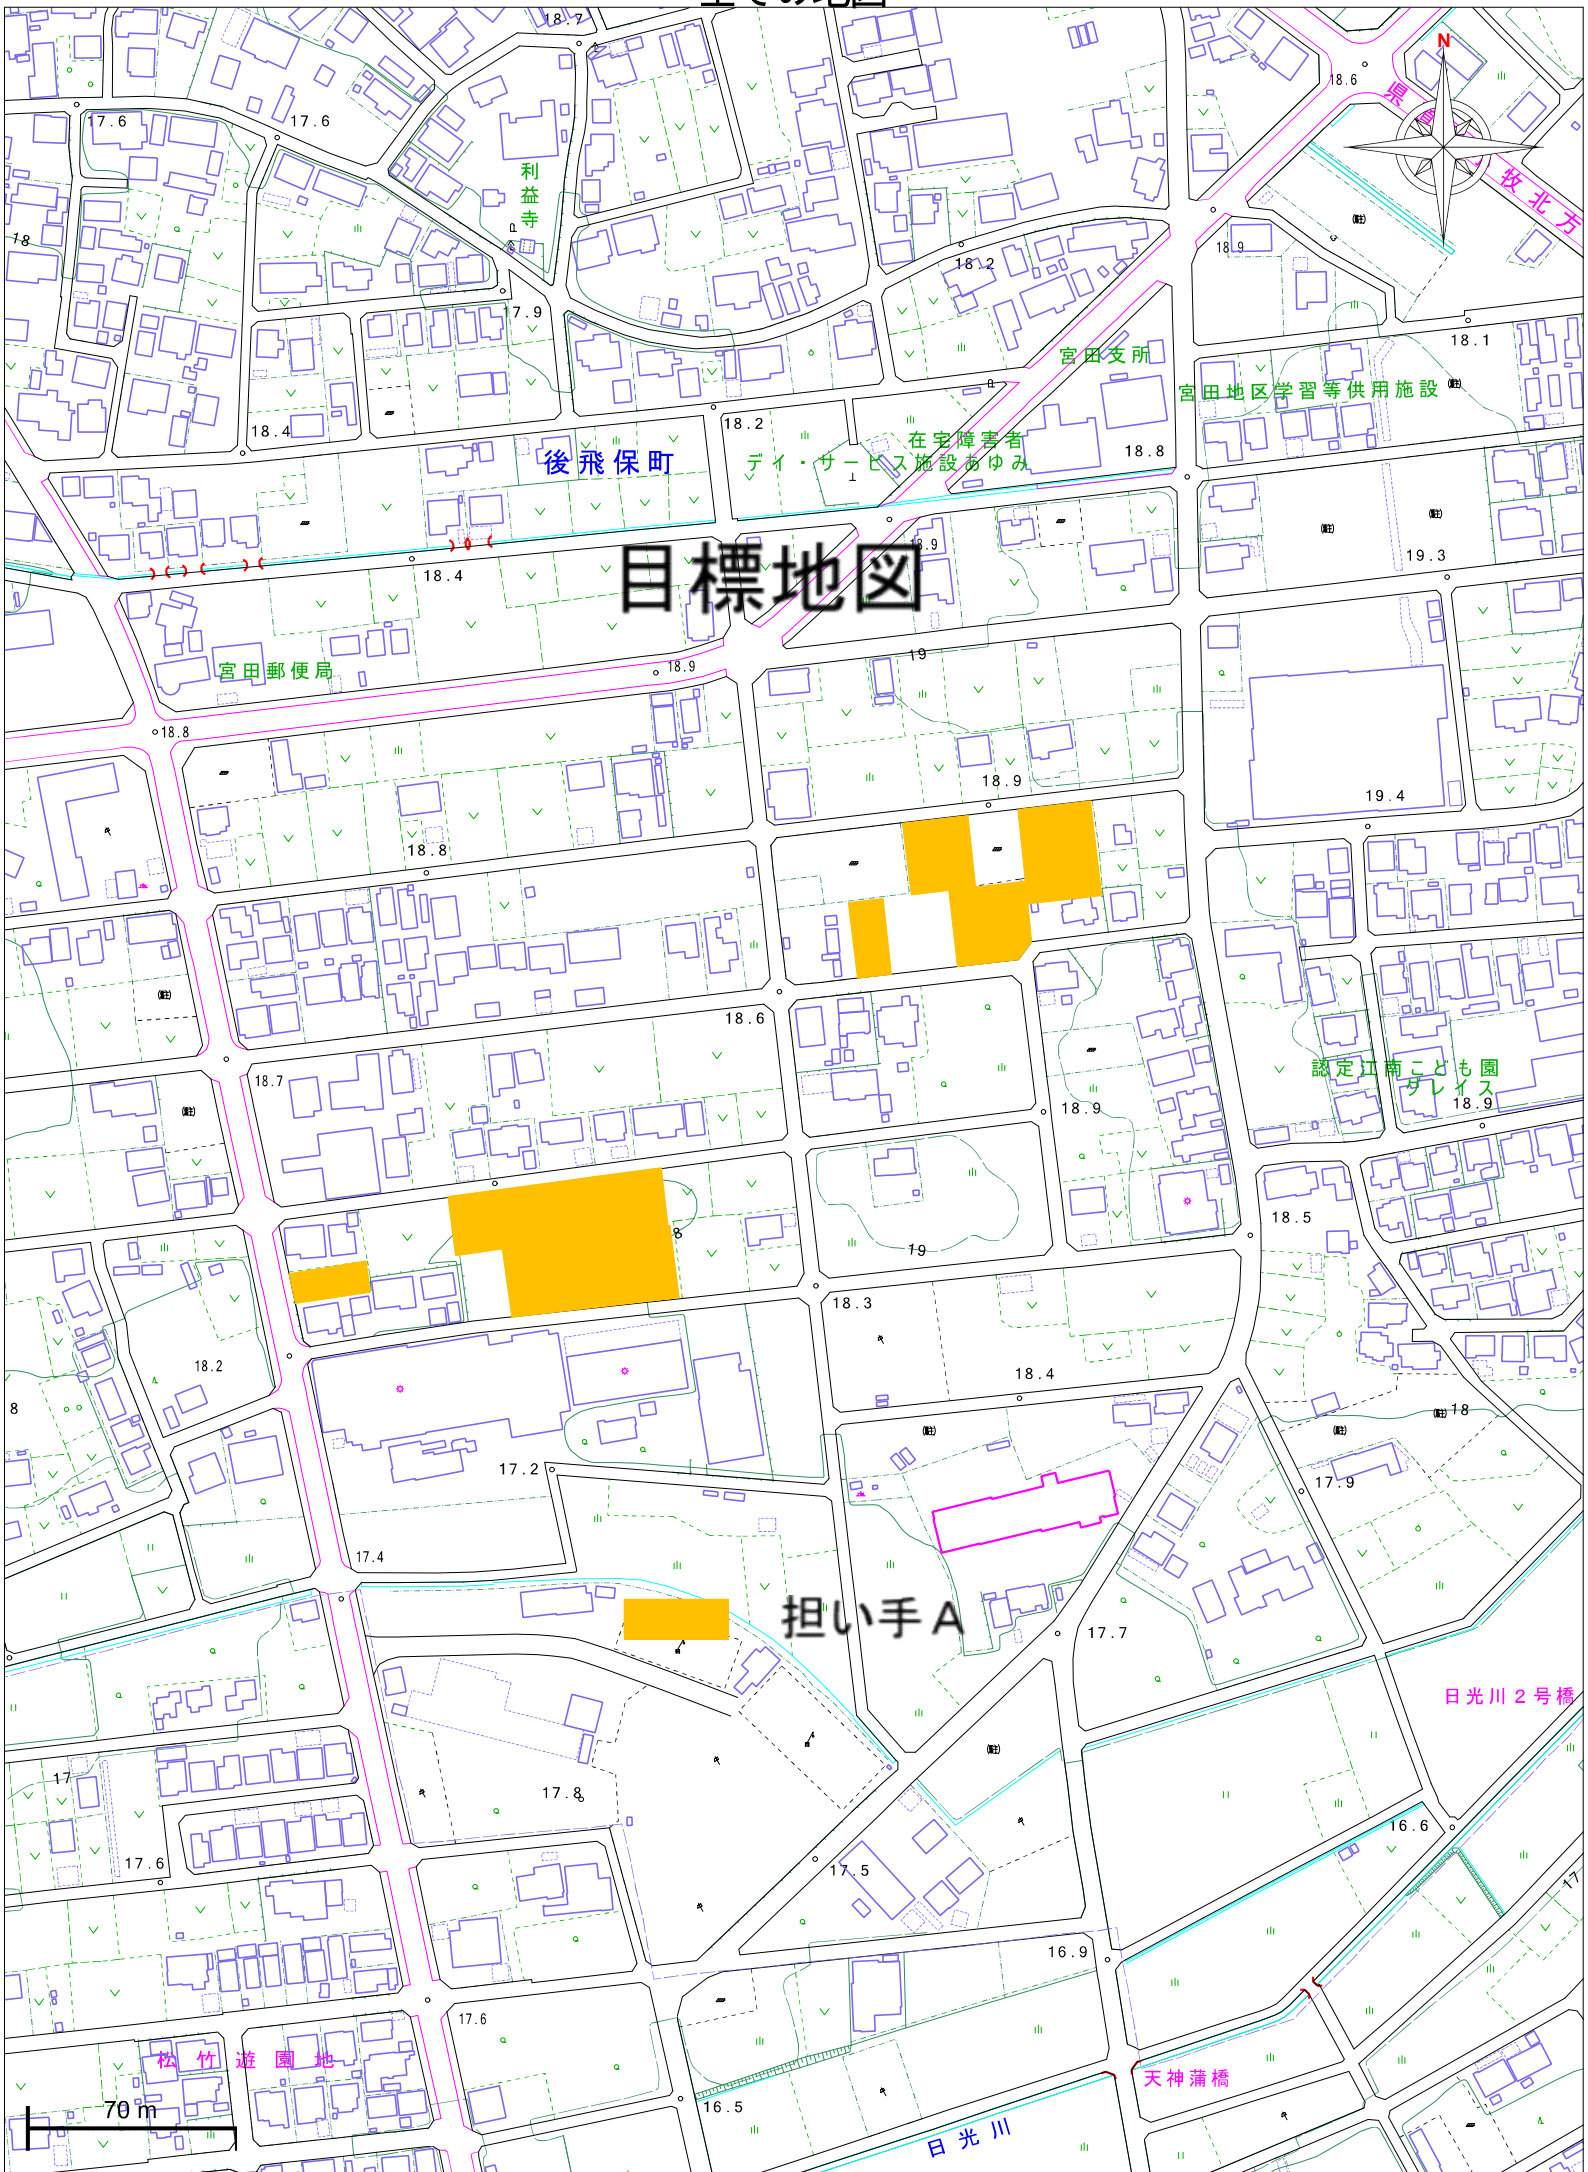 18.7
N
18.6
17.6
17.6
利益寺
牧北方
18
18.9
18.2
17.9
18.1
宮田支所
宮田地区学習等供用施設
18.4
18.2
在宅障害者
デイ・サービス施設あゆみ
18.8
後飛保町
目標地図
18.9
19.3
18.4
宮田郵便局
19
18.9
18.8
18.9
19.4
18.8
18.6
18.7
認定江南こども園
グレイス
18.9
18.9
18.5
19
18.3
18.2
18.4
8
18
17.2
17.9
17.4
担い手A
17.7
日光川2号橋
17
17.8
17.6
16.6
17.5
17
16.9
17.6
松竹遊園地
天神蒲橋
70 m
16.5
日光川